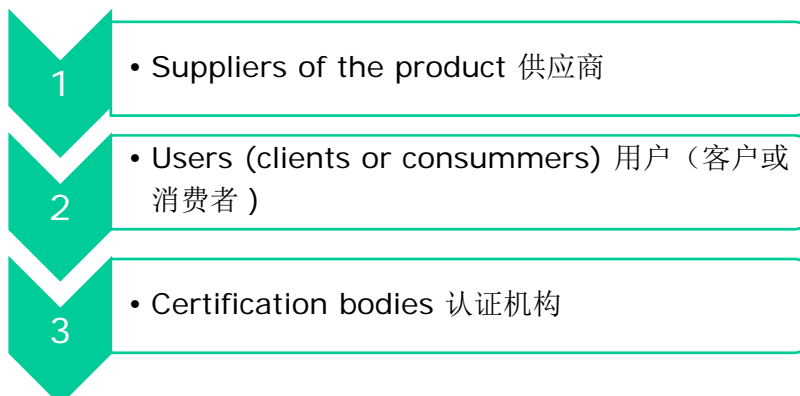 1
• Suppliers of the product 供应商
2
• Users (clients or consummers) 用户（客户或
消费者 )
3
• Certification bodies 认证机构